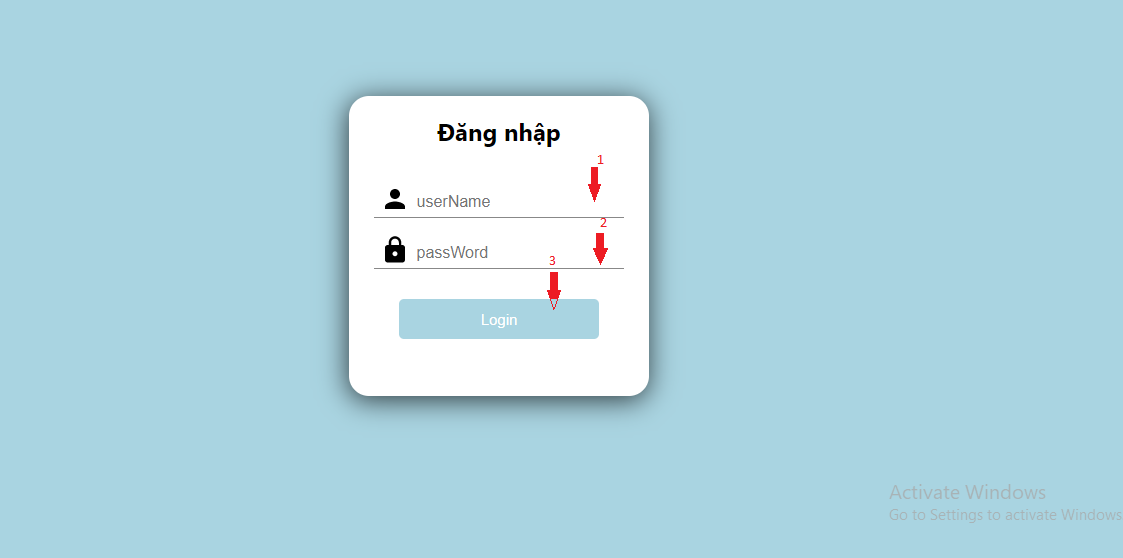 Đăng nhập
1
userName
2
passWord
3
Login
Activate Windows
Go to Settings to activate Windows